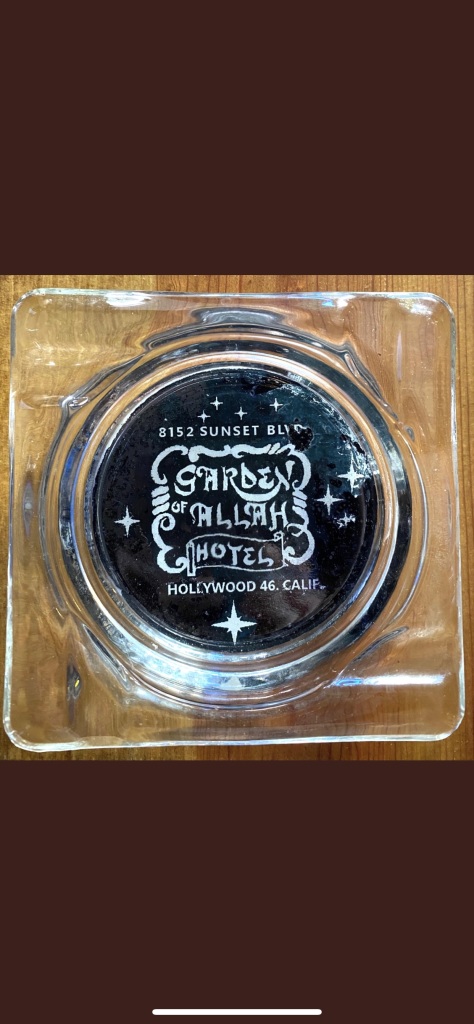 8152 SUNSET BLVD.
GARDEN
OF ALLAH
HOTEL
HOLLYWOOD 46. CALIF.